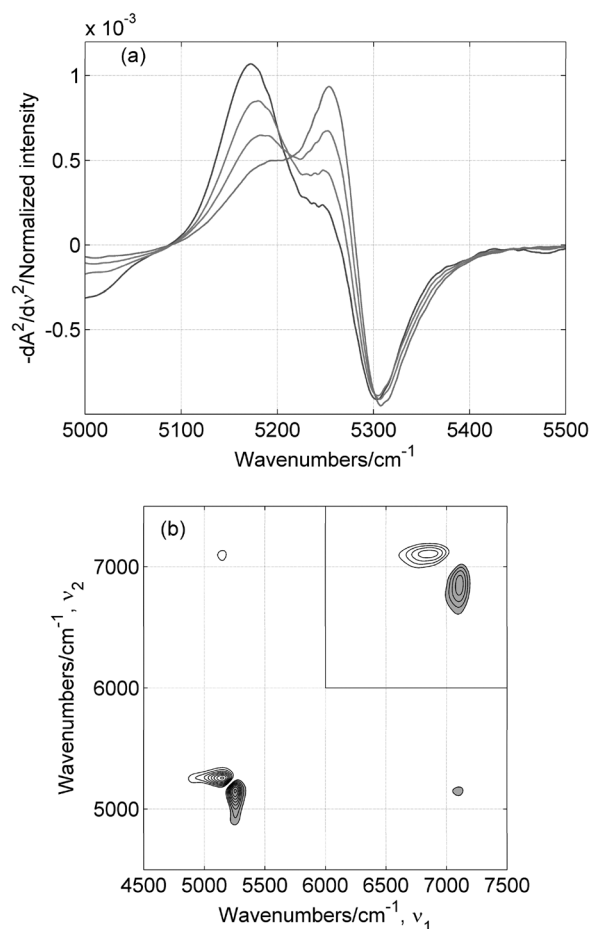 x 10⁻³
(a)
1
0.5
0
-0.5
-dA²/dν²/Normalized intensity
5000 5100 5200 5300 5400 5500
Wavenumbers/cm⁻¹
(b)
7000
6000
5000
Wavenumbers/cm⁻¹, ν₂
4500 5000 5500 6000 6500 7000 7500
Wavenumbers/cm⁻¹, ν₁